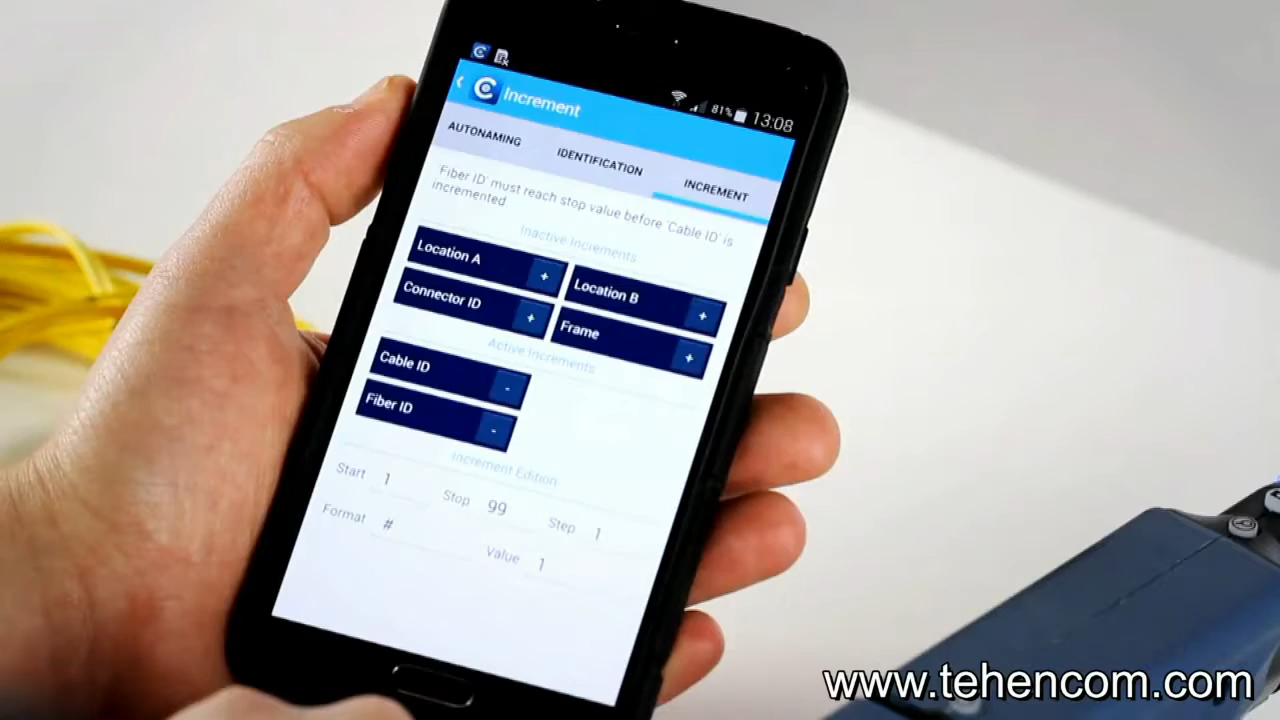 81% 13:08
Increment
AUTONAMING IDENTIFICATION INCREMENT
'Fiber ID' must reach stop value before 'Cable ID' is
incremented
Inactive Increments
Location A + Location B +
Connector ID + Frame +
Active Increments
Cable ID -
Fiber ID -
Increment Edition
Start 1 Stop 99 Step 1
Format # Value 1
www.tehencom.com